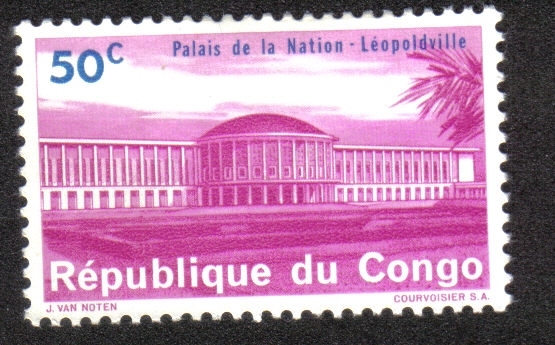 50c
Palais de la Nation - Léopoldville
République du Congo
J. VAN NOTEN
COURVOISIER S.A.